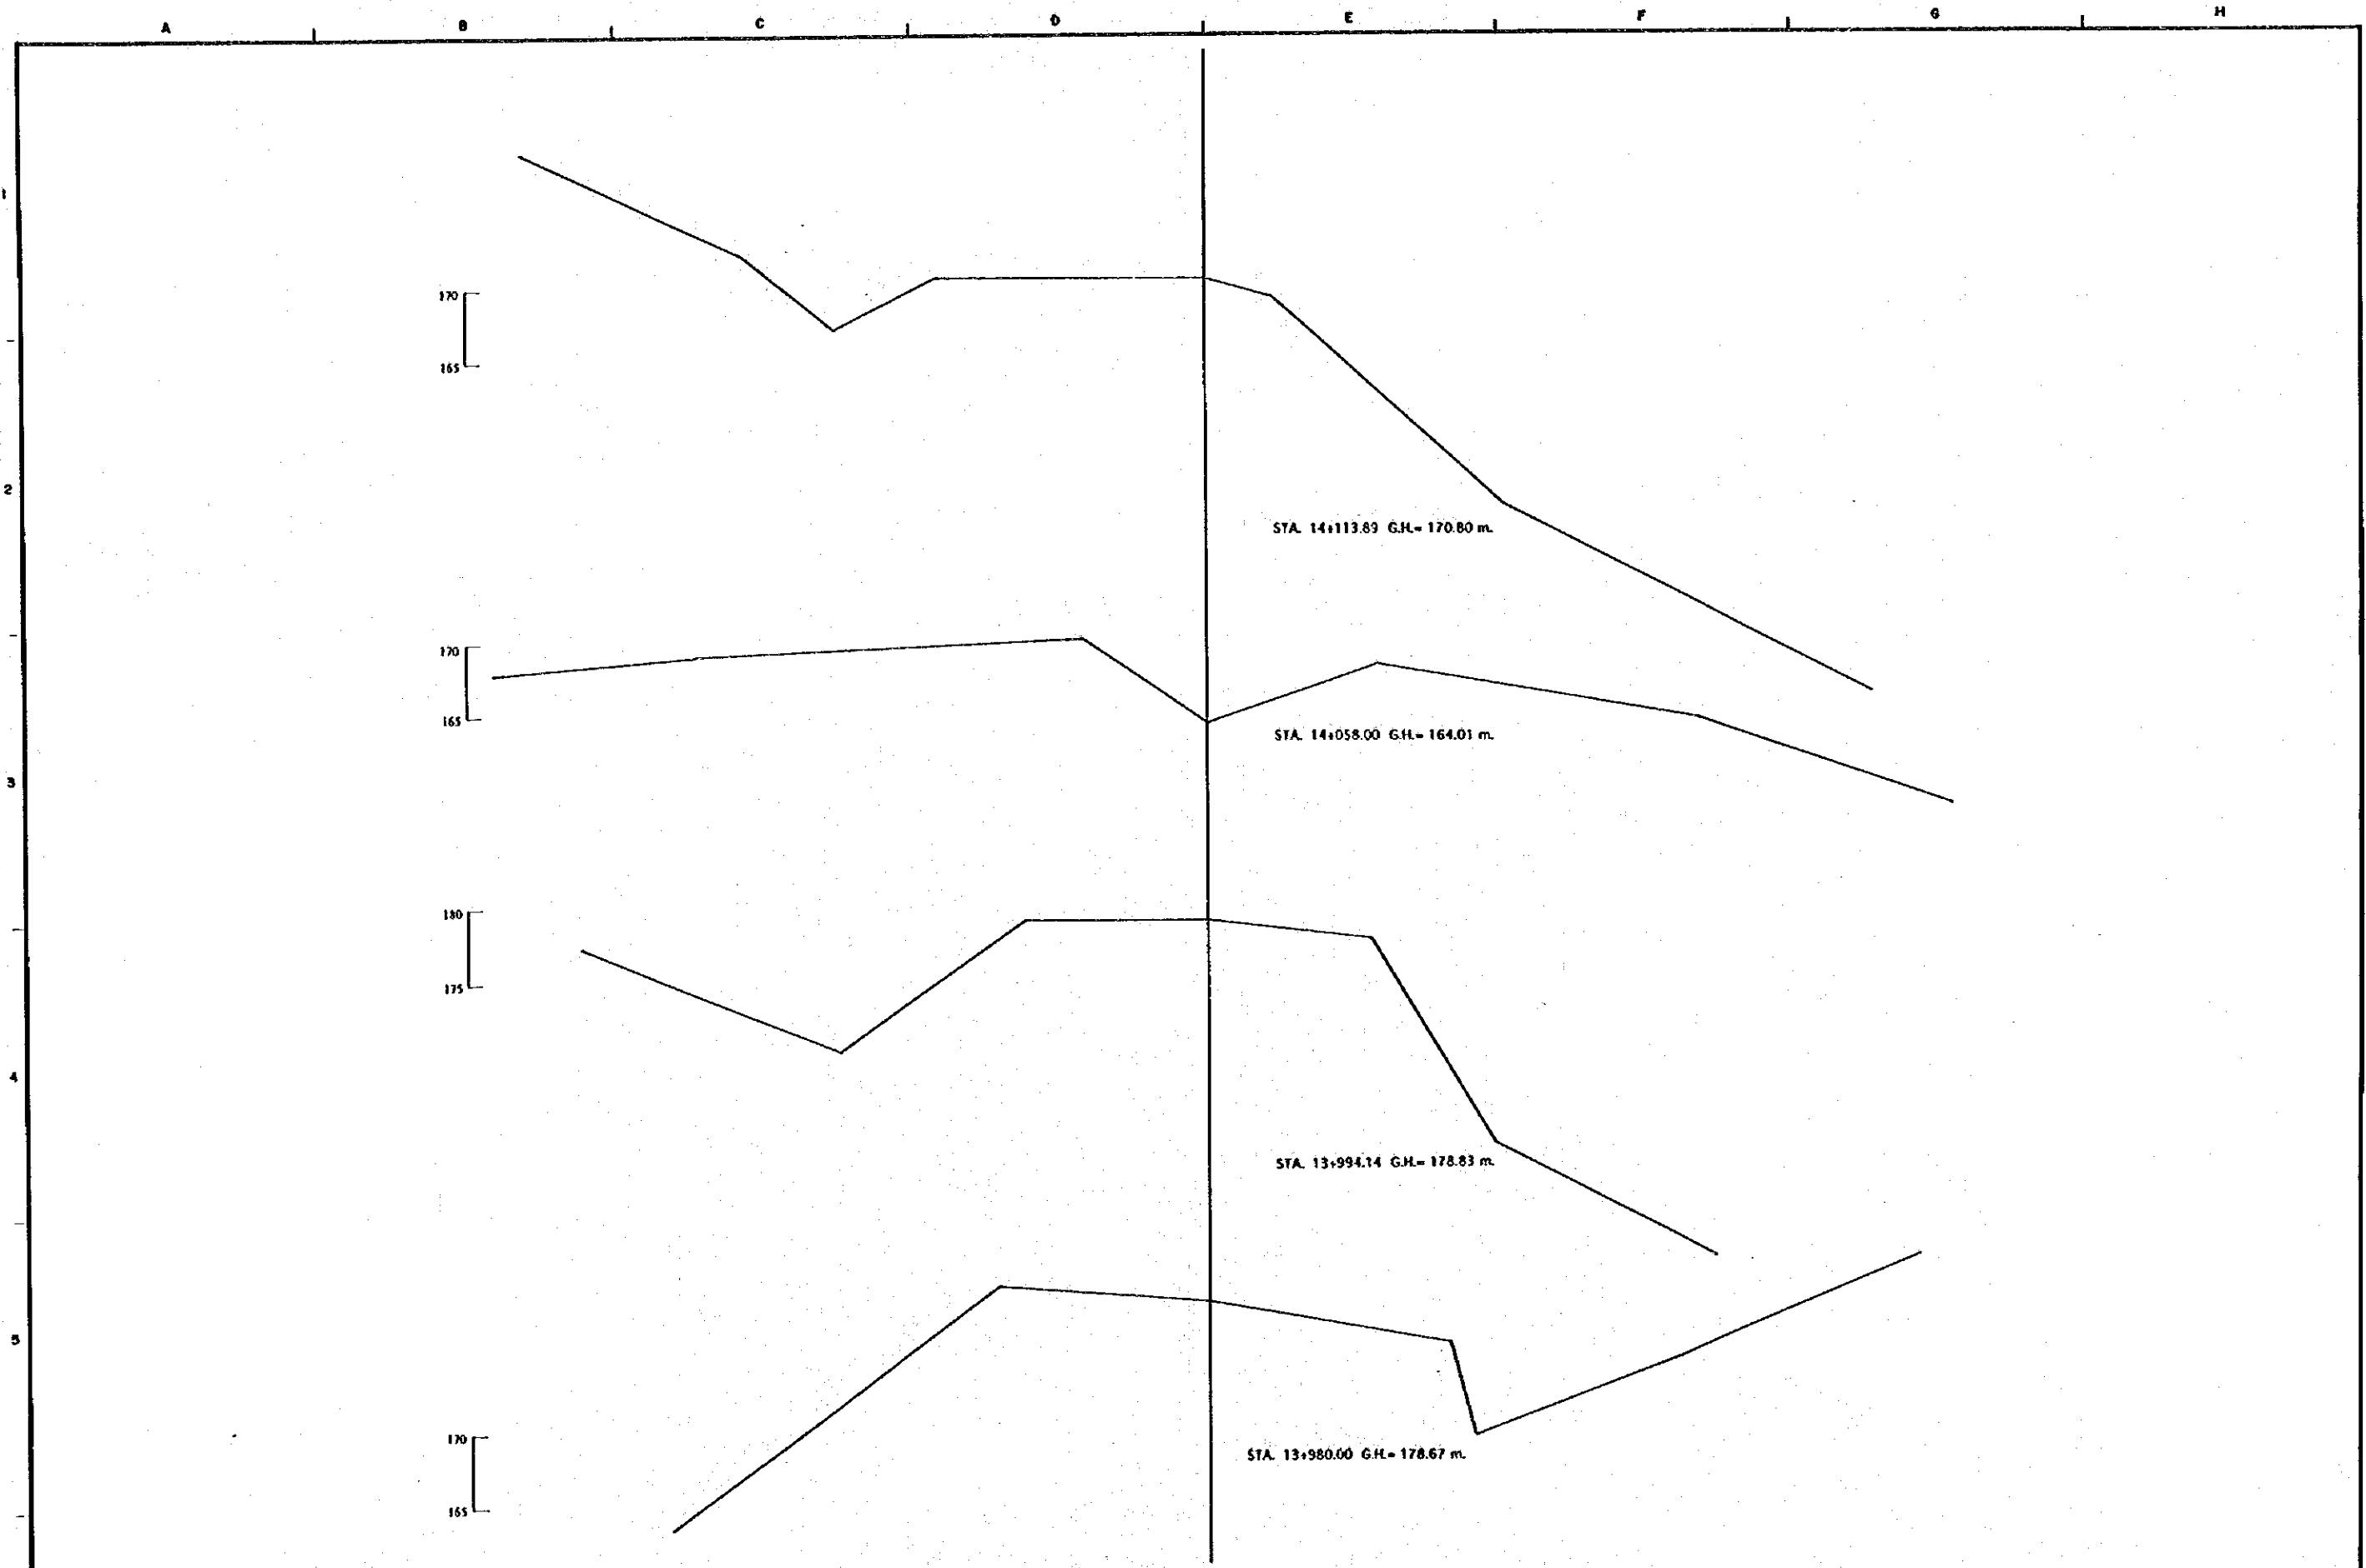 A B C D E F G H
1
170
165
2
STA. 14+113.89 G.H.= 170.80 m.
170
165
STA. 14+058.00 G.H.= 164.01 m.
3
180
175
4
STA. 13+994.14 G.H.= 178.83 m.
5
170
165
STA. 13+980.00 G.H.= 178.67 m.